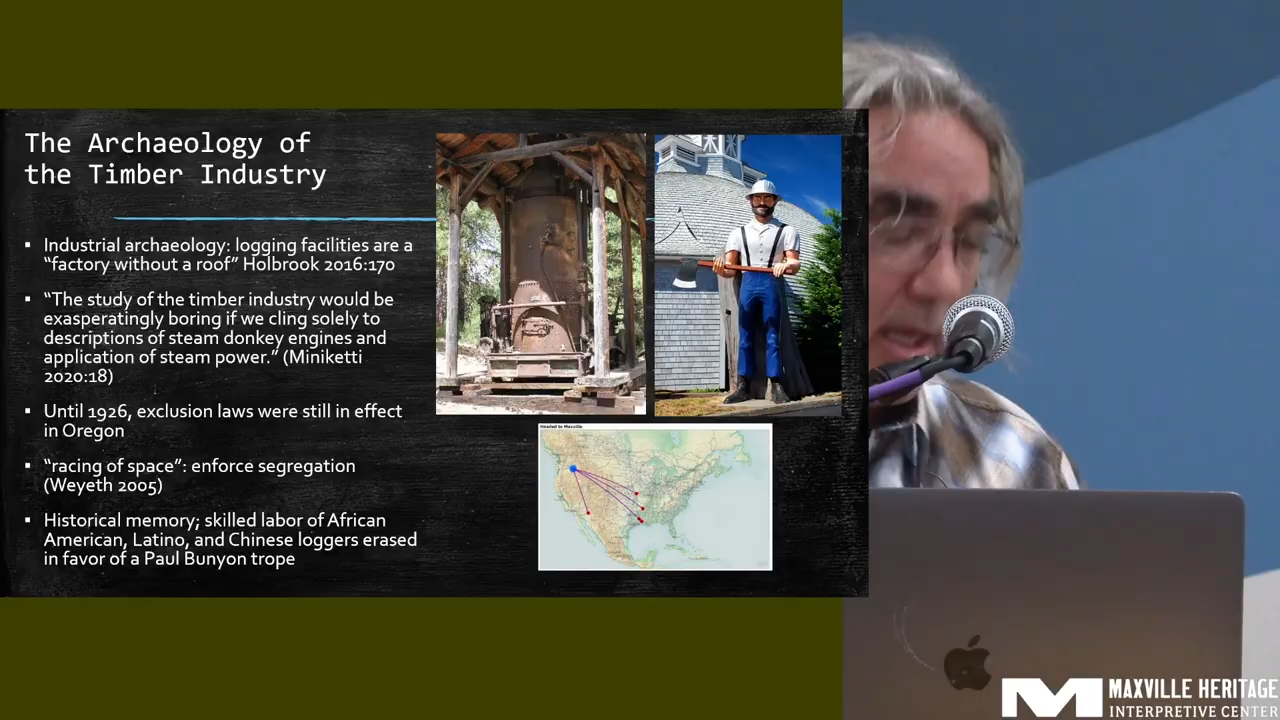 The Archaeology of
the Timber Industry
Industrial archaeology: logging facilities are a
“factory without a roof” Holbrook 2016:170
“The study of the timber industry would be
exasperatingly boring if we cling solely to
descriptions of steam donkey engines and
application of steam power.” (Miniketti
2020:18)
Until 1926, exclusion laws were still in effect
in Oregon
“racing of space”: enforce segregation
(Weyeth 2005)
Historical memory; skilled labor of African
American, Latino, and Chinese loggers erased
in favor of a Paul Bunyon trope
Headed to Maxville
MAXVILLE HERITAGE
INTERPRETIVE CENTER